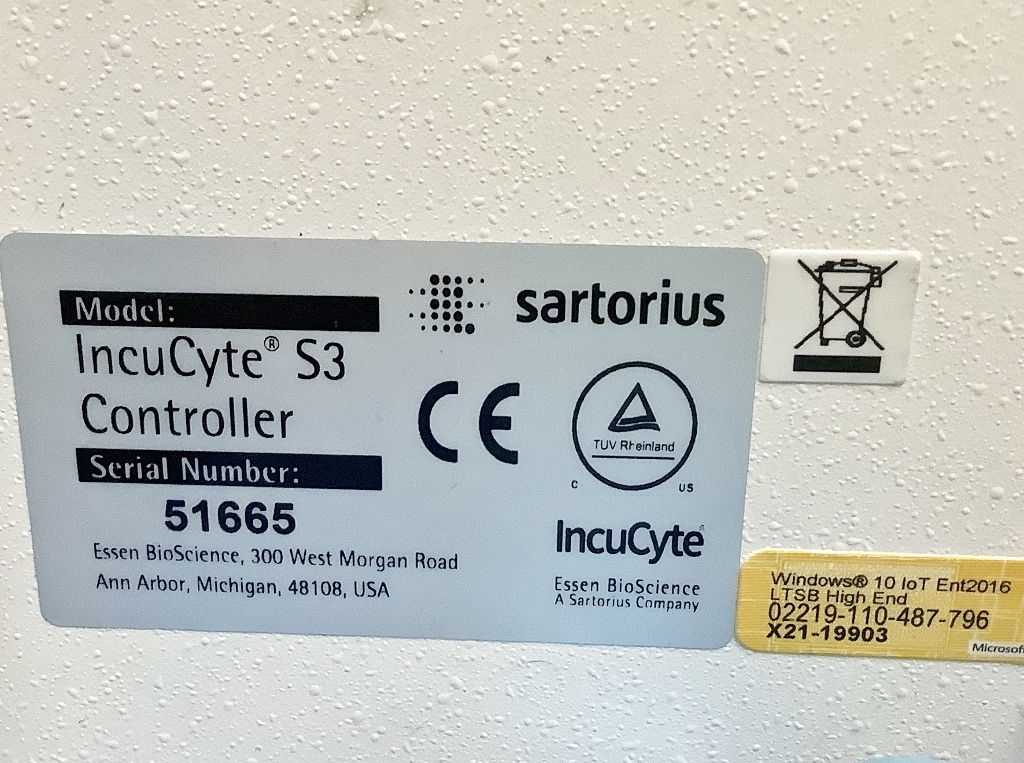 Model:
IncuCyte® S3
Controller
Serial Number:
51665
Essen BioScience, 300 West Morgan Road
Ann Arbor, Michigan, 48108, USA
sartorius
CE
TUV Rheinland
C US
IncuCyte®
Essen BioScience
A Sartorius Company
Windows® 10 IoT Ent2016
LTSB High End
02219-110-487-796
X21-19903
Microsoft